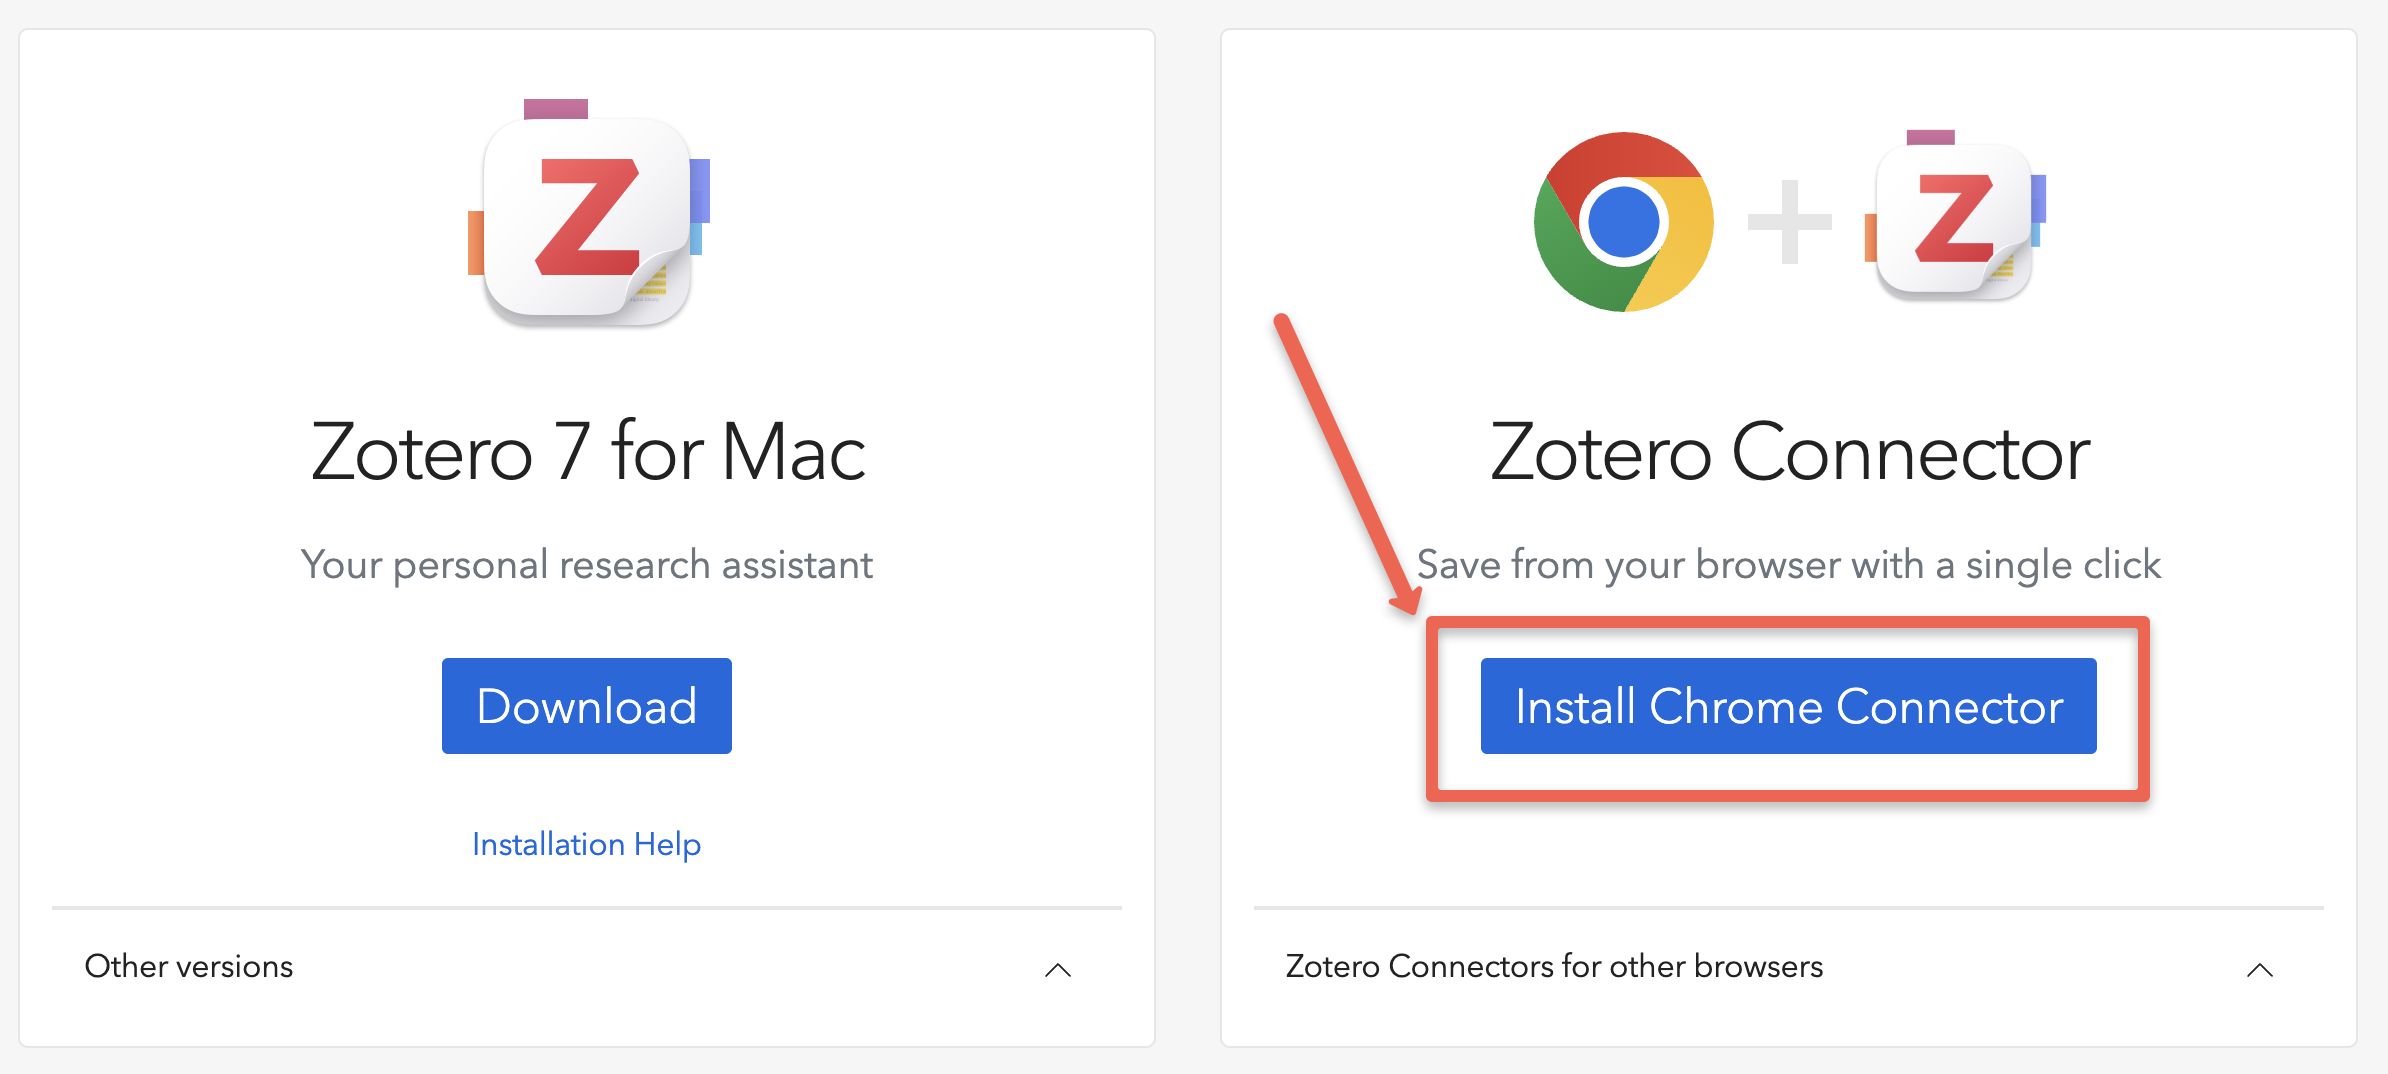 Z
Zotero 7 for Mac
Your personal research assistant
Download
Installation Help
Other versions
Z
Zotero Connector
Save from your browser with a single click
Install Chrome Connector
Zotero Connectors for other browsers